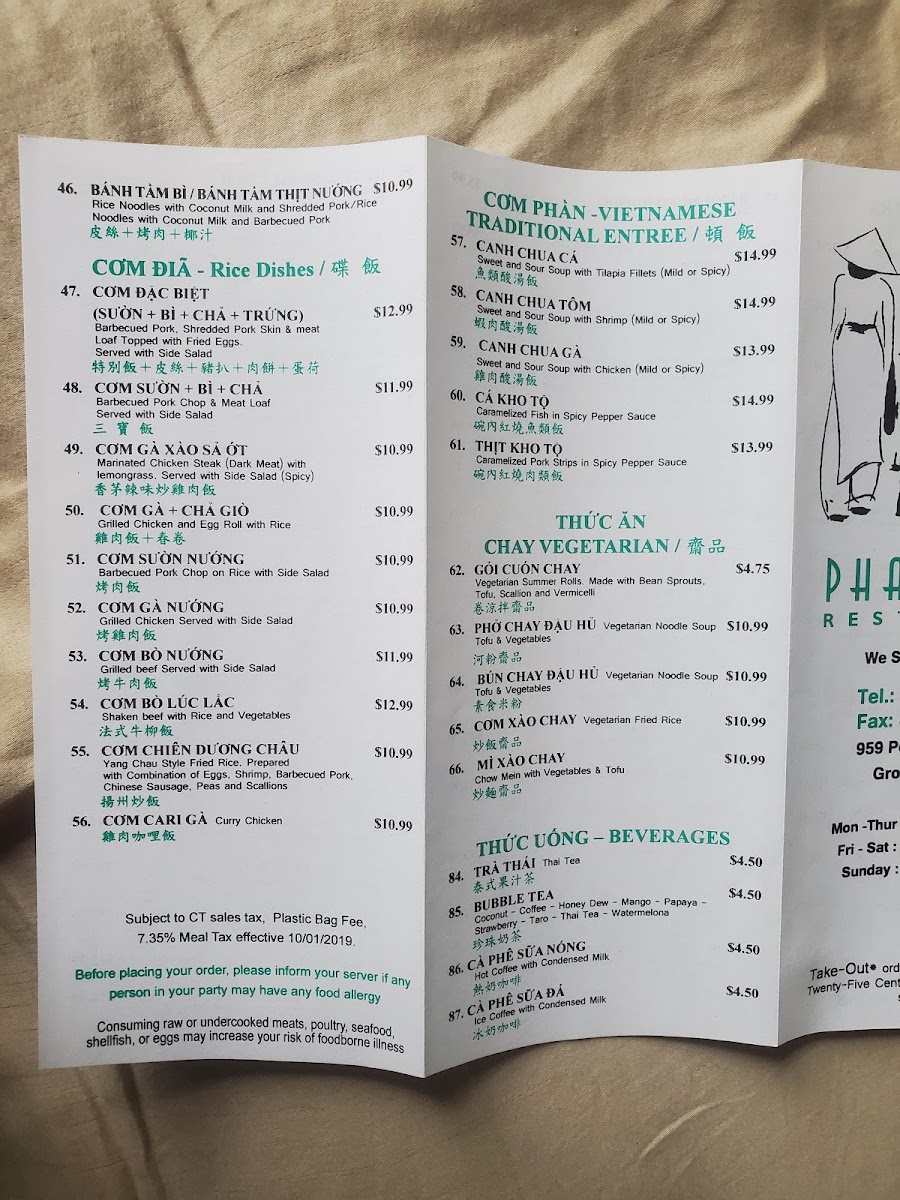 46. BÁNH TÀM BÌ / BÁNH TÀM THỊT NƯỚNG $10.99
Rice Noodles with Coconut Milk and Shredded Pork/Rice
Noodles with Coconut Milk and Barbecued Pork
皮絲＋烤肉＋椰汁
CƠM ĐIÃ - Rice Dishes / 碟 飯
47. CƠM ĐẶC BIỆT
(SƯỜN + BÌ + CHẢ + TRỨNG) $12.99
Barbecued Pork, Shredded Pork Skin & meat
Loaf Topped with Fried Eggs.
Served with Side Salad
特別飯＋皮絲＋豬扒＋肉餅＋蛋荷
48. CƠM SƯỜN + BÌ + CHẢ $11.99
Barbecued Pork Chop & Meat Loaf
Served with Side Salad
三 寶 飯
49. CƠM GÀ XÀO SẢ ỚT $10.99
Marinated Chicken Steak (Dark Meat) with
lemongrass. Served with Side Salad (Spicy)
香茅辣味炒雞肉飯
50. CƠM GÀ + CHẢ GIÒ $10.99
Grilled Chicken and Egg Roll with Rice
雞肉飯＋春卷
51. CƠM SƯỜN NƯỚNG $10.99
Barbecued Pork Chop on Rice with Side Salad
烤肉飯
52. CƠM GÀ NƯỚNG $10.99
Grilled Chicken Served with Side Salad
烤雞肉飯
53. CƠM BÒ NƯỚNG $11.99
Grilled beef Served with Side Salad
烤牛肉飯
54. CƠM BÒ LÚC LẮC $12.99
Shaken beef with Rice and Vegetables
法式牛柳飯
55. CƠM CHIÊN DƯƠNG CHÂU $10.99
Yang Chau Style Fried Rice. Prepared
with Combination of Eggs, Shrimp, Barbecued Pork,
Chinese Sausage, Peas and Scallions
揚州炒飯
56. CƠM CARI GÀ Curry Chicken $10.99
雞肉咖哩飯
Subject to CT sales tax, Plastic Bag Fee,
7.35% Meal Tax effective 10/01/2019.
Before placing your order, please inform your server if any
person in your party may have any food allergy
Consuming raw or undercooked meats, poultry, seafood,
shellfish, or eggs may increase your risk of foodborne illness
CƠM PHẦN -VIETNAMESE
TRADITIONAL ENTREE / 頓 飯
57. CANH CHUA CÁ $14.99
Sweet and Sour Soup with Tilapia Fillets (Mild or Spicy)
魚類酸湯飯
58. CANH CHUA TÔM $14.99
Sweet and Sour Soup with Shrimp (Mild or Spicy)
蝦肉酸湯飯
59. CANH CHUA GÀ $13.99
Sweet and Sour Soup with Chicken (Mild or Spicy)
雞肉酸湯飯
60. CÁ KHO TỘ $14.99
Caramelized Fish in Spicy Pepper Sauce
碗內紅燒魚類飯
61. THỊT KHO TỘ $13.99
Caramelized Pork Strips in Spicy Pepper Sauce
碗內紅燒肉類飯
THỨC ĂN
CHAY VEGETARIAN / 齋品
62. GỎI CUỐN CHAY $4.75
Vegetarian Summer Rolls. Made with Bean Sprouts,
Tofu, Scallion and Vermicelli
卷涼拌齋品
63. PHỞ CHAY ĐẬU HỦ Vegetarian Noodle Soup $10.99
Tofu & Vegetables
河粉齋品
64. BÚN CHAY ĐẬU HỦ Vegetarian Noodle Soup $10.99
Tofu & Vegetables
素食米粉
65. CƠM XÀO CHAY Vegetarian Fried Rice $10.99
炒飯齋品
66. MÌ XÀO CHAY $10.99
Chow Mein with Vegetables & Tofu
炒麵齋品
THỨC UỐNG – BEVERAGES
84. TRÀ THÁI Thai Tea $4.50
泰式果汁茶
85. BUBBLE TEA $4.50
Coconut - Coffee - Honey Dew - Mango - Papaya -
Strawberry - Taro - Thai Tea - Watermelona
珍珠奶茶
86. CÀ PHÊ SỮA NÓNG $4.50
Hot Coffee with Condensed Milk
熱奶咖啡
87. CÀ PHÊ SỮA ĐÁ $4.50
Ice Coffee with Condensed Milk
冰奶咖啡
PHA
REST
We S
Tel.:
Fax:
959 P
Gro
Mon -Thur
Fri - Sat :
Sunday :
Take-Out* ord
Twenty-Five Cent